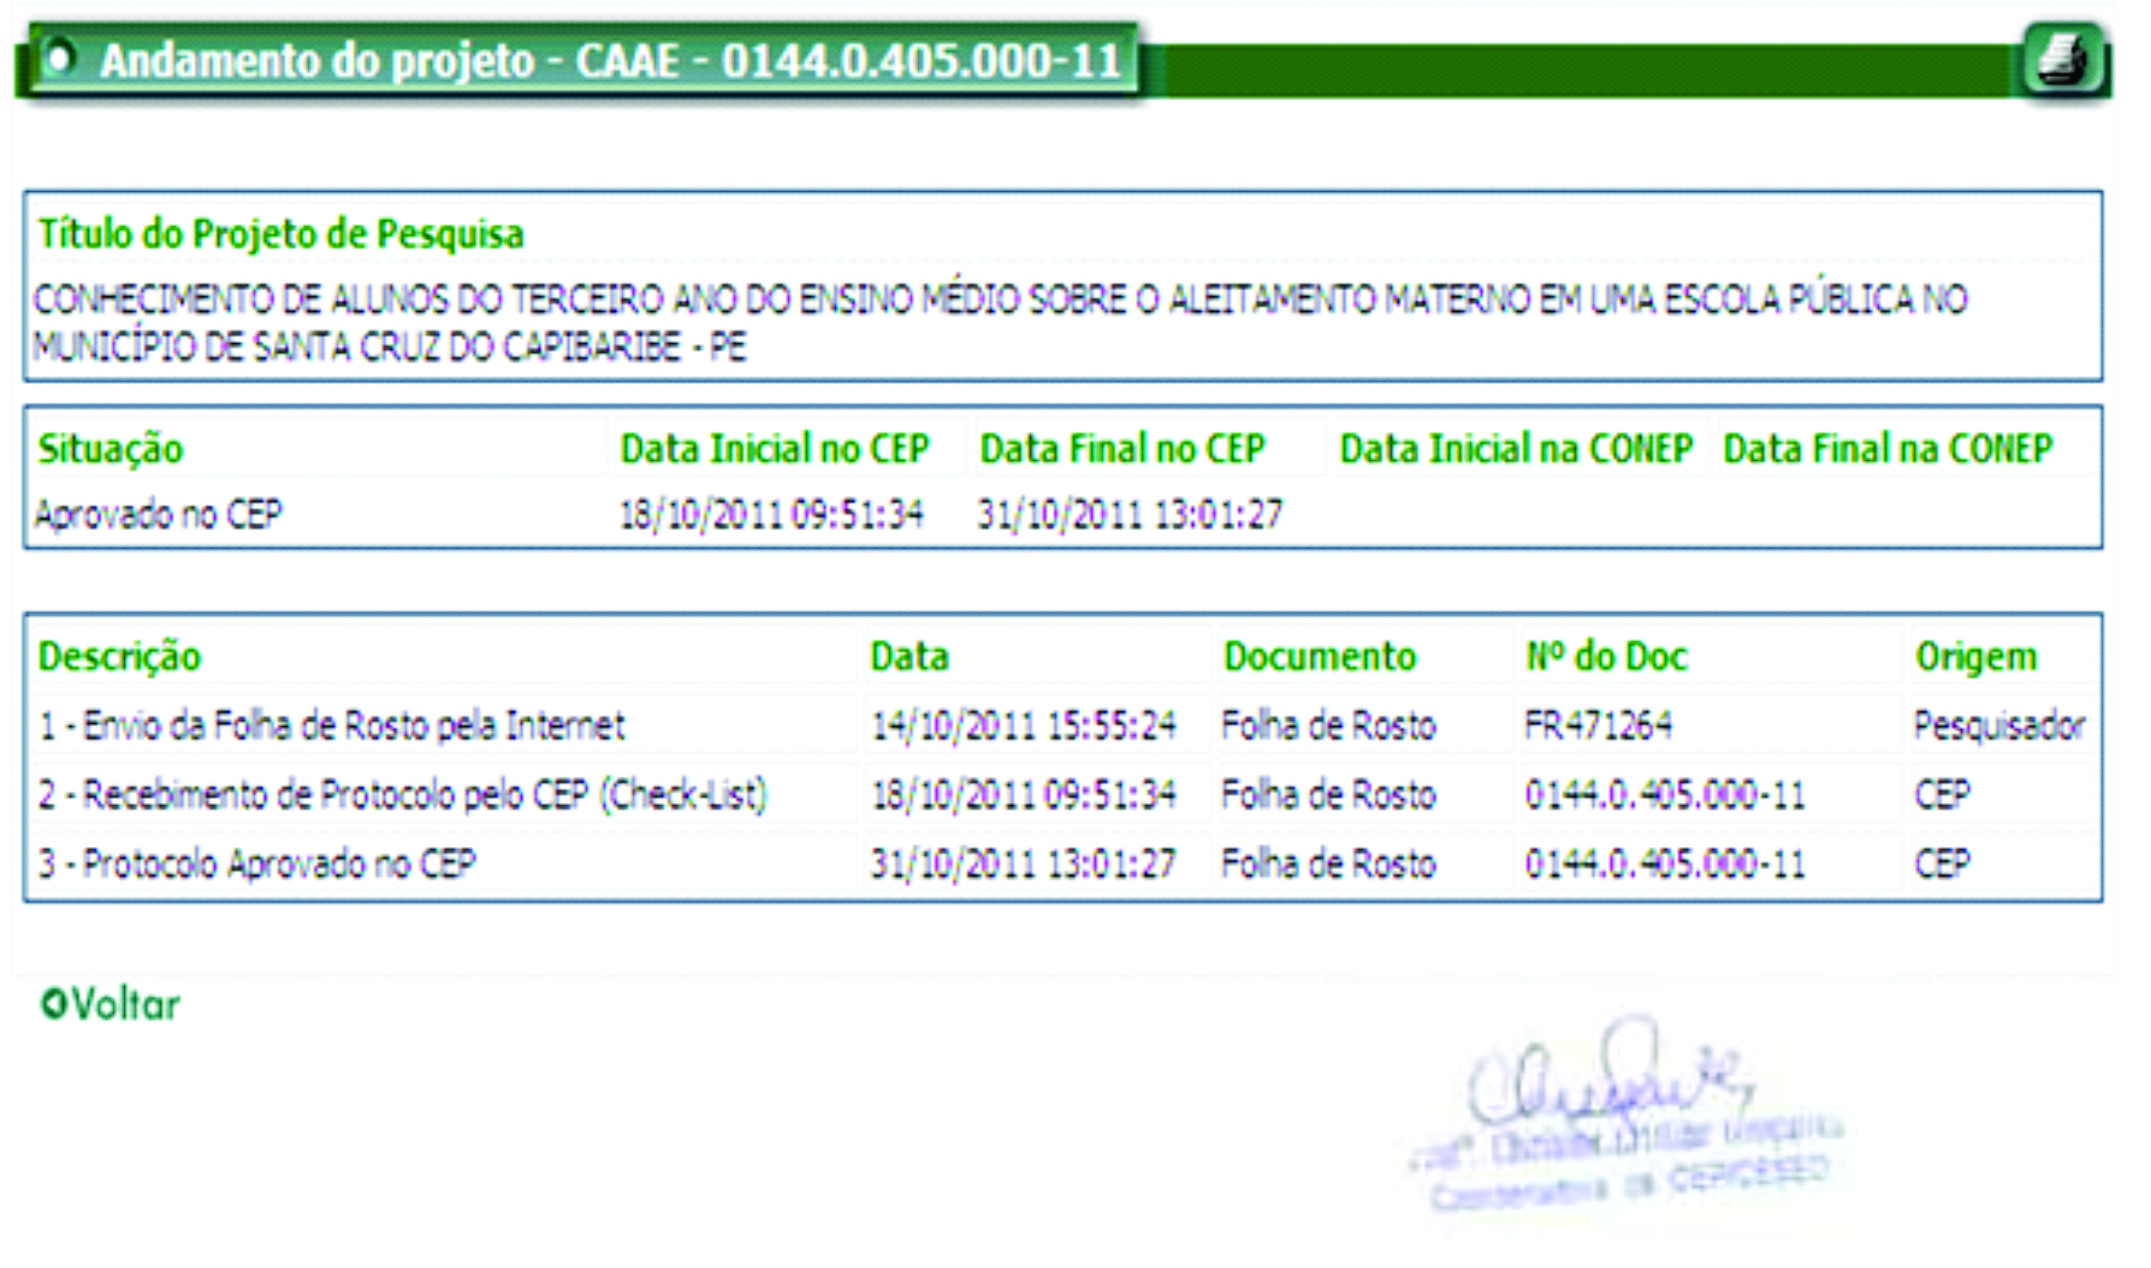 Andamento do projeto - CAAE - 0144.0.405.000-11
Título do Projeto de Pesquisa
CONHECIMENTO DE ALUNOS DO TERCEIRO ANO DO ENSINO MÉDIO SOBRE O ALEITAMENTO MATERNO EM UMA ESCOLA PÚBLICA NO
MUNICÍPIO DE SANTA CRUZ DO CAPIBARIBE - PE
Situação Data Inicial no CEP Data Final no CEP Data Inicial na CONEP Data Final na CONEP
Aprovado no CEP 18/10/2011 09:51:34 31/10/2011 13:01:27
Descrição Data Documento Nº do Doc Origem
1 - Envio da Folha de Rosto pela Internet 14/10/2011 15:55:24 Folha de Rosto FR471264 Pesquisador
2 - Recebimento de Protocolo pelo CEP (Check-List) 18/10/2011 09:51:34 Folha de Rosto 0144.0.405.000-11 CEP
3 - Protocolo Aprovado no CEP 31/10/2011 13:01:27 Folha de Rosto 0144.0.405.000-11 CEP
Voltar